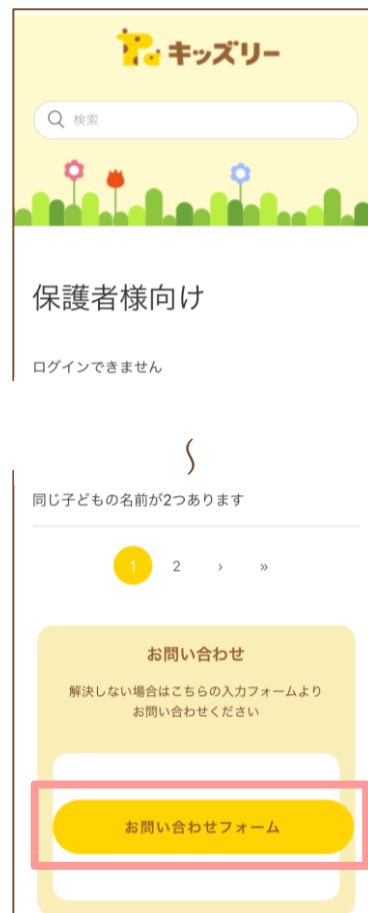 キッズリー
検索
保護者様向け
ログインできません
〜
同じ子どもの名前が2つあります
1 2 › »
お問い合わせ
解決しない場合はこちらの入力フォームより
お問い合わせください
お問い合わせフォーム